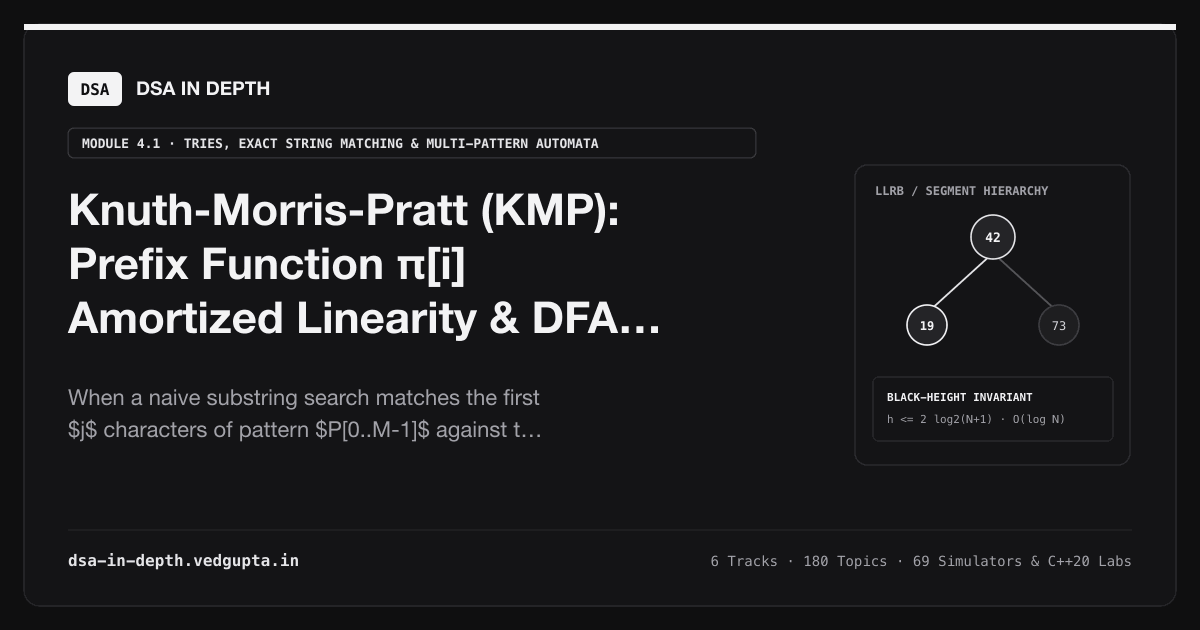 DSA
DSA IN DEPTH
MODULE 4.1 · TRIES, EXACT STRING MATCHING & MULTI-PATTERN AUTOMATA
Knuth-Morris-Pratt (KMP):
Prefix Function π[i]
Amortized Linearity & DFA...
When a naive substring search matches the first
$j$ characters of pattern $P[0..M-1]$ against t...
LLRB / SEGMENT HIERARCHY
42
19
73
BLACK-HEIGHT INVARIANT
h <= 2 log2(N+1) · O(log N)
dsa-in-depth.vedgupta.in
6 Tracks · 180 Topics · 69 Simulators & C++20 Labs